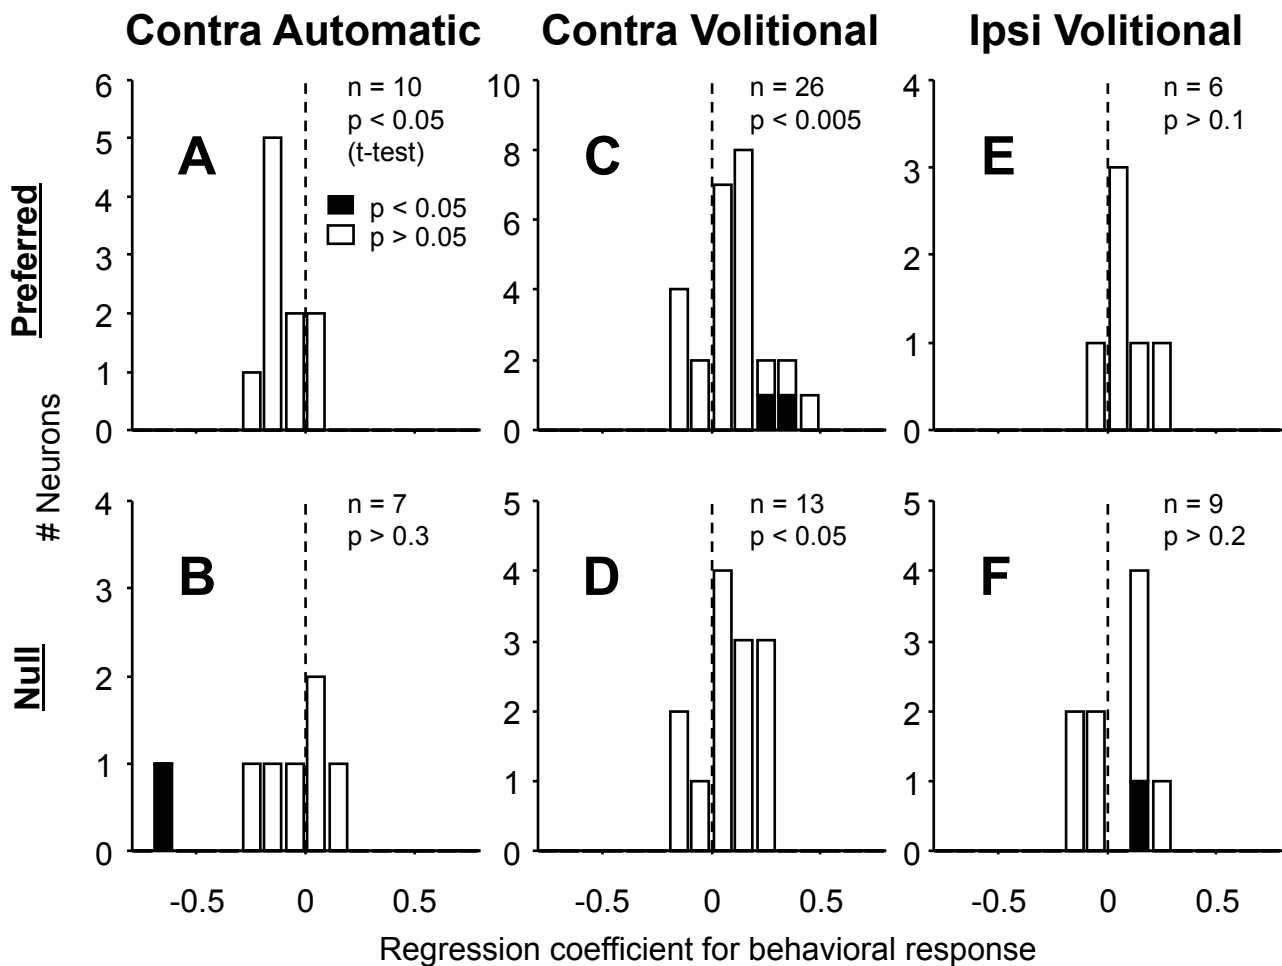 Contra Automatic
Contra Volitional
Ipsi Volitional
Preferred
Null
# Neurons
6
5
4
3
2
1
0
A
n = 10
p < 0.05
(t-test)
p < 0.05
p > 0.05
10
8
6
4
2
0
C
n = 26
p < 0.005
4
3
2
1
0
E
n = 6
p > 0.1
4
3
2
1
0
B
n = 7
p > 0.3
-0.5 0 0.5
5
4
3
2
1
0
D
n = 13
p < 0.05
-0.5 0 0.5
5
4
3
2
1
0
F
n = 9
p > 0.2
-0.5 0 0.5
Regression coefficient for behavioral response